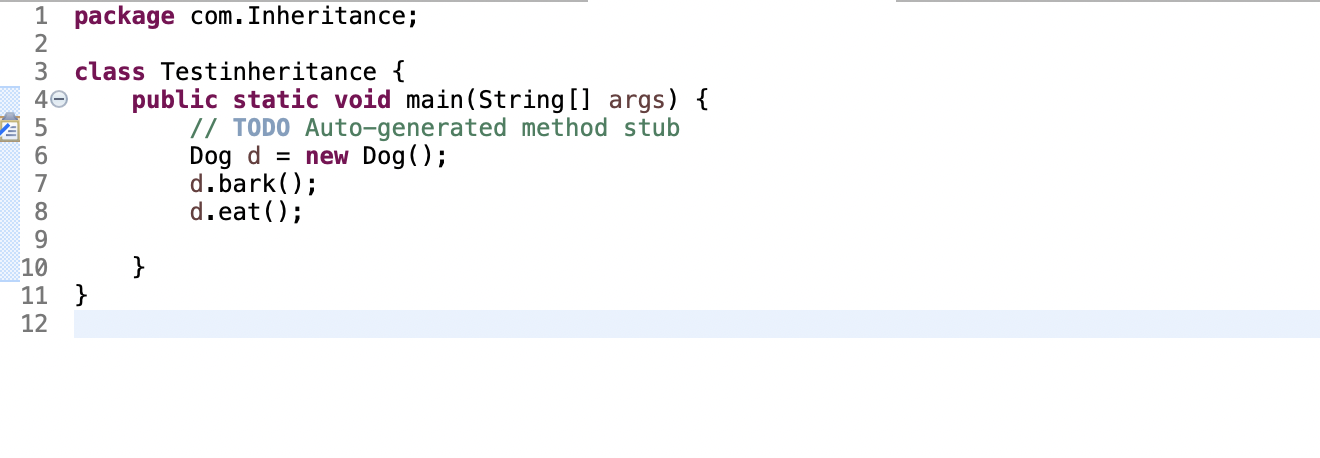 1 package com.Inheritance;
2
3 class Testinheritance {
4 public static void main(String[] args) {
5 // TODO Auto-generated method stub
6 Dog d = new Dog();
7 d.bark();
8 d.eat();
9
10 }
11 }
12